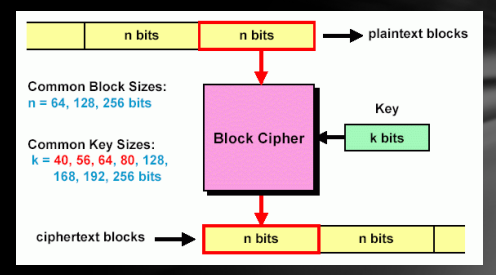 n bits
n bits
plaintext blocks
Common Block Sizes:
n = 64, 128, 256 bits
Key
Block Cipher
k bits
Common Key Sizes:
k = 40, 56, 64, 80, 128,
168, 192, 256 bits
ciphertext blocks
n bits
n bits